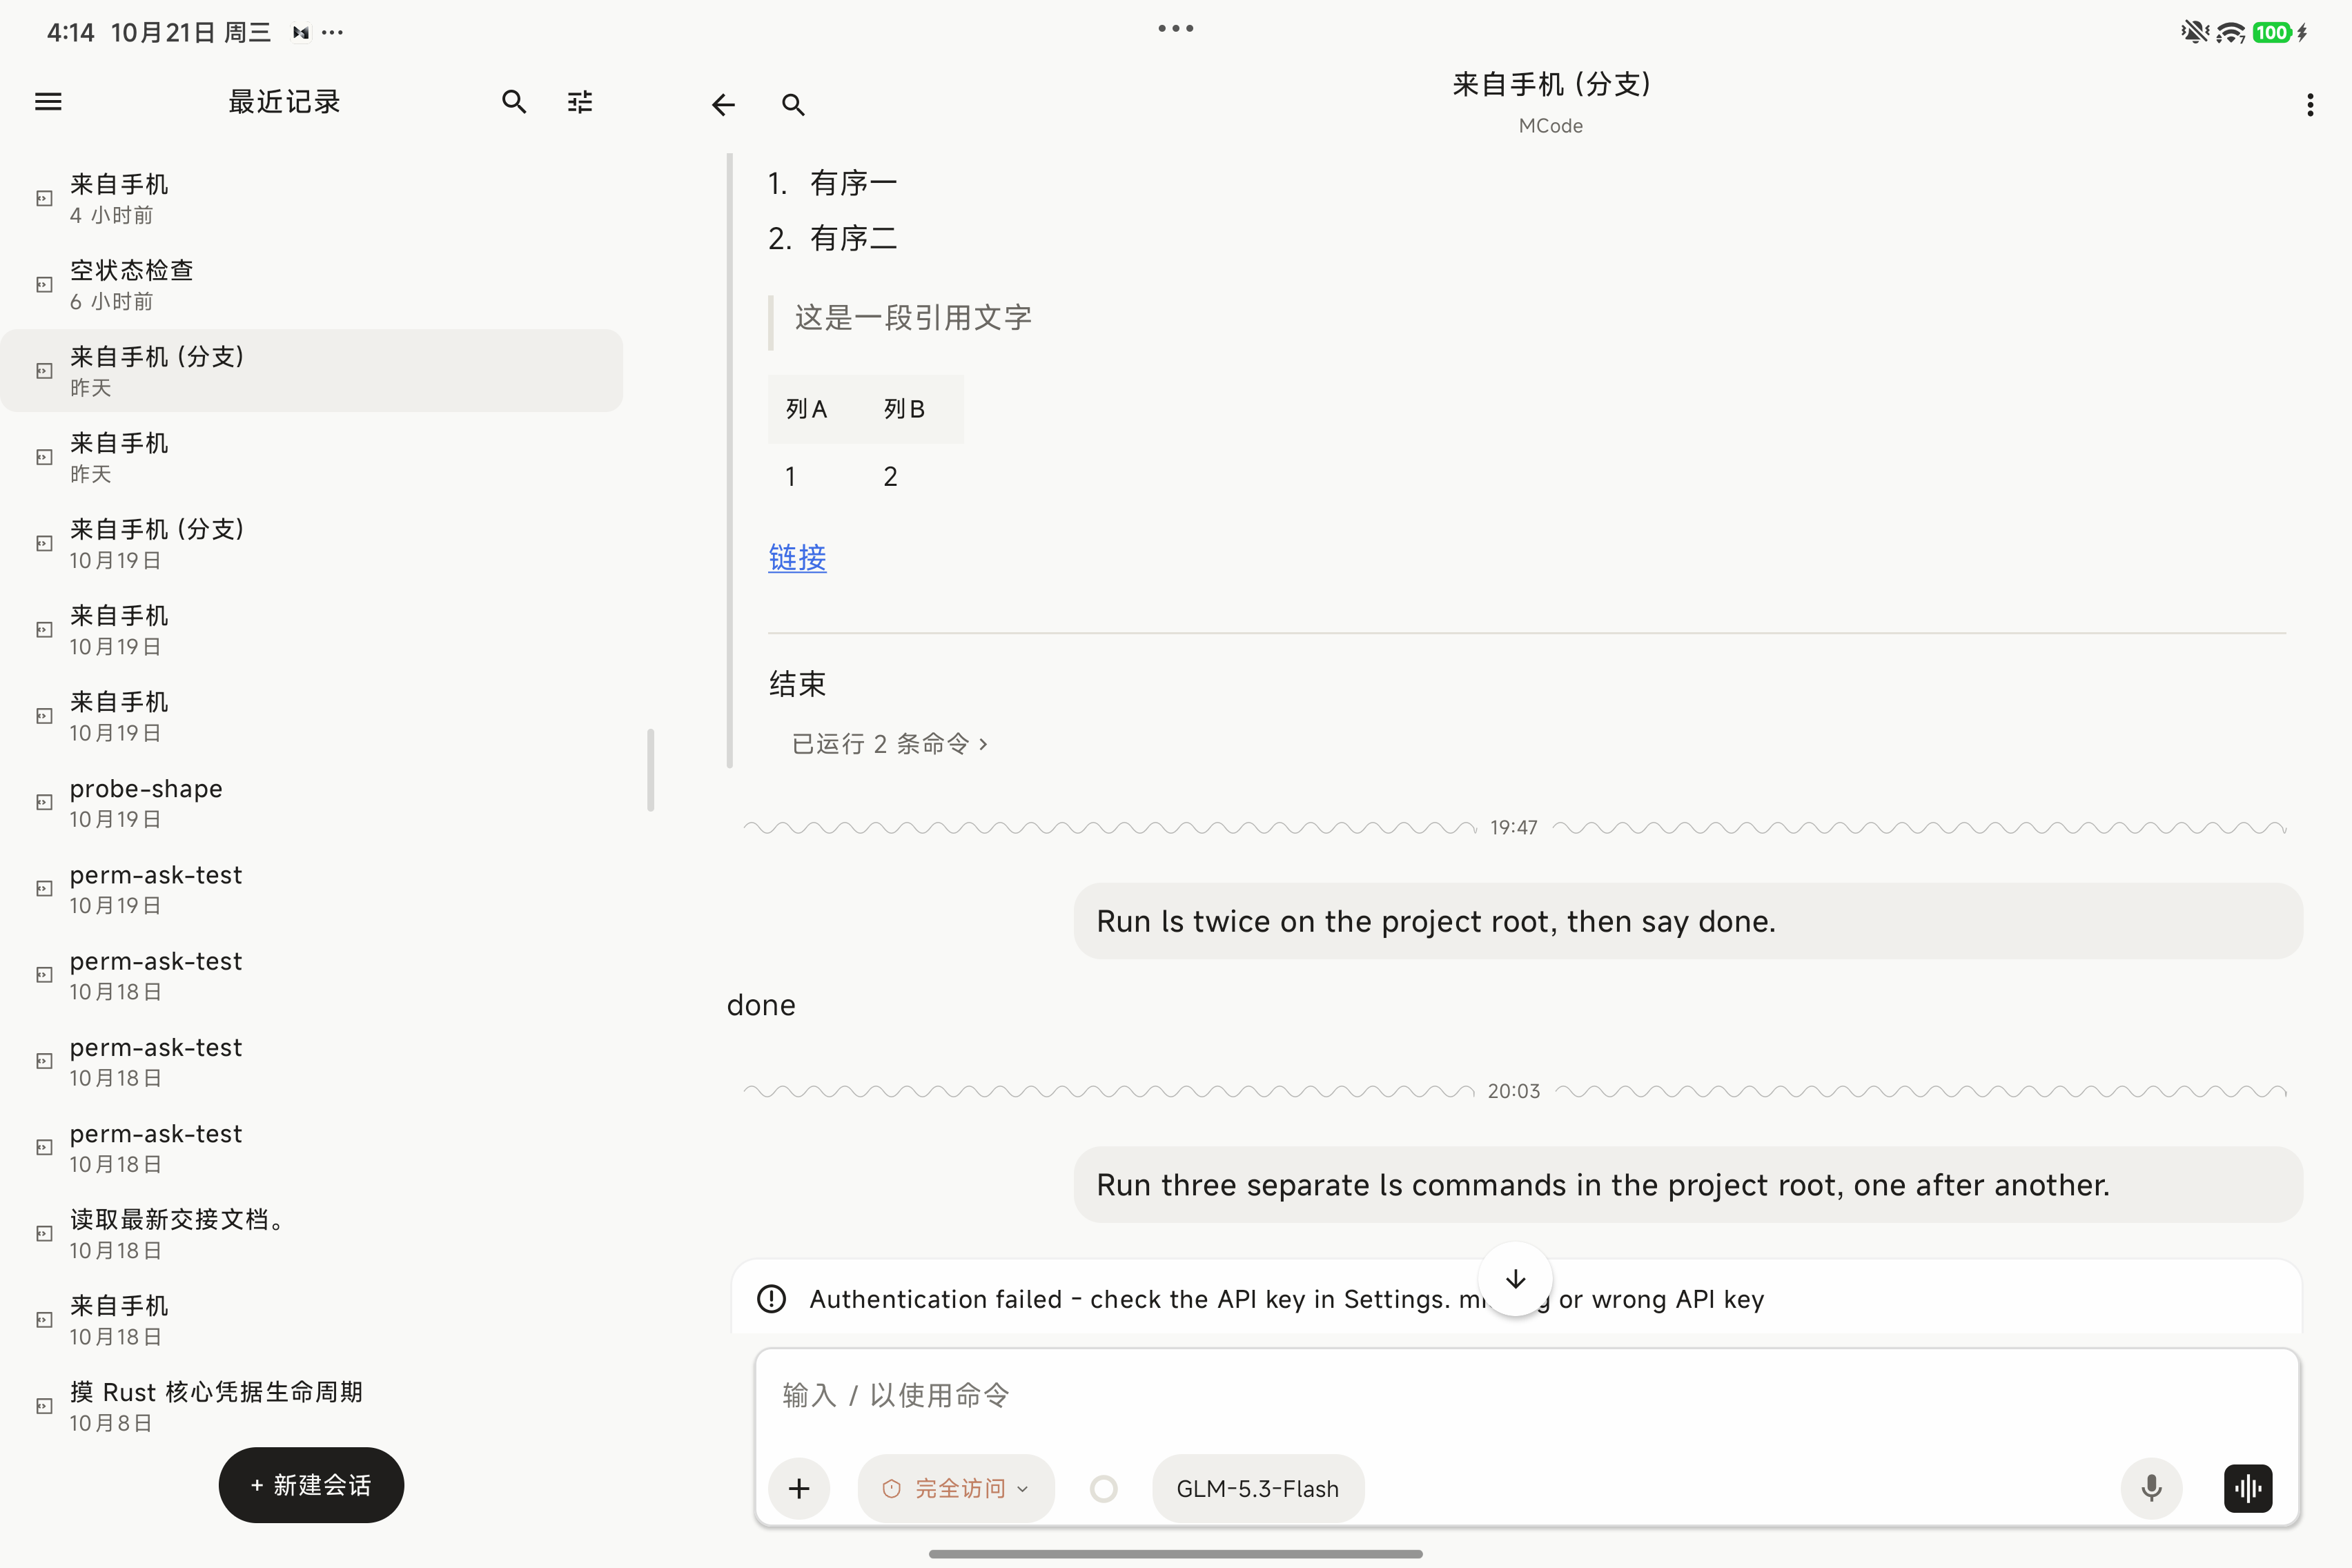 4:14 10月21日 周三
100
最近记录
来自手机
4 小时前
空状态检查
6 小时前
来自手机 (分支)
昨天
来自手机
昨天
来自手机 (分支)
10月19日
来自手机
10月19日
来自手机
10月19日
probe-shape
10月19日
perm-ask-test
10月19日
perm-ask-test
10月18日
perm-ask-test
10月18日
perm-ask-test
10月18日
读取最新交接文档。
10月18日
来自手机
10月18日
摸 Rust 核心凭据生命周期
10月8日
+ 新建会话
来自手机 (分支)
MCode
1. 有序一
2. 有序二
这是一段引用文字
列A 列B
1 2
链接
结束
已运行 2 条命令
19:47
Run ls twice on the project root, then say done.
done
20:03
Run three separate ls commands in the project root, one after another.
Authentication failed - check the API key in Settings. or wrong API key
输入 / 以使用命令
完全访问
GLM-5.3-Flash